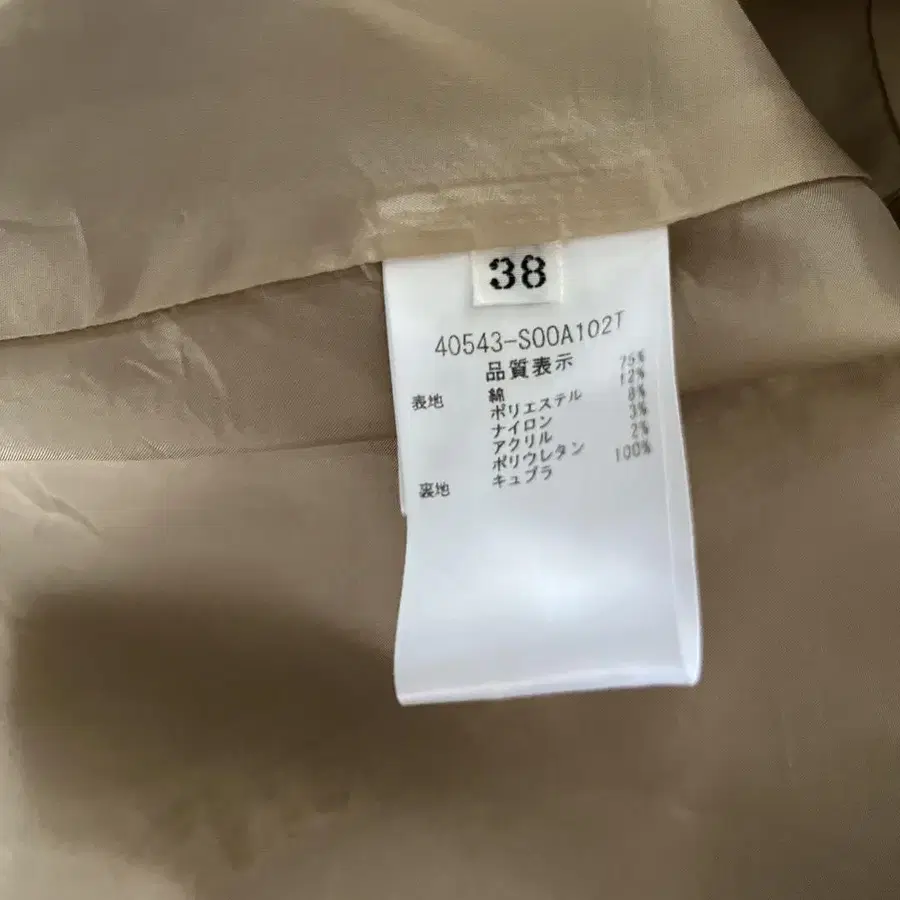 38
40543-S00A102T
品質表示
表地 綿 75%
ポリエステル 12%
ナイロン 8%
アクリル 3%
ポリウレタン 2%
裏地 キュプラ 100%